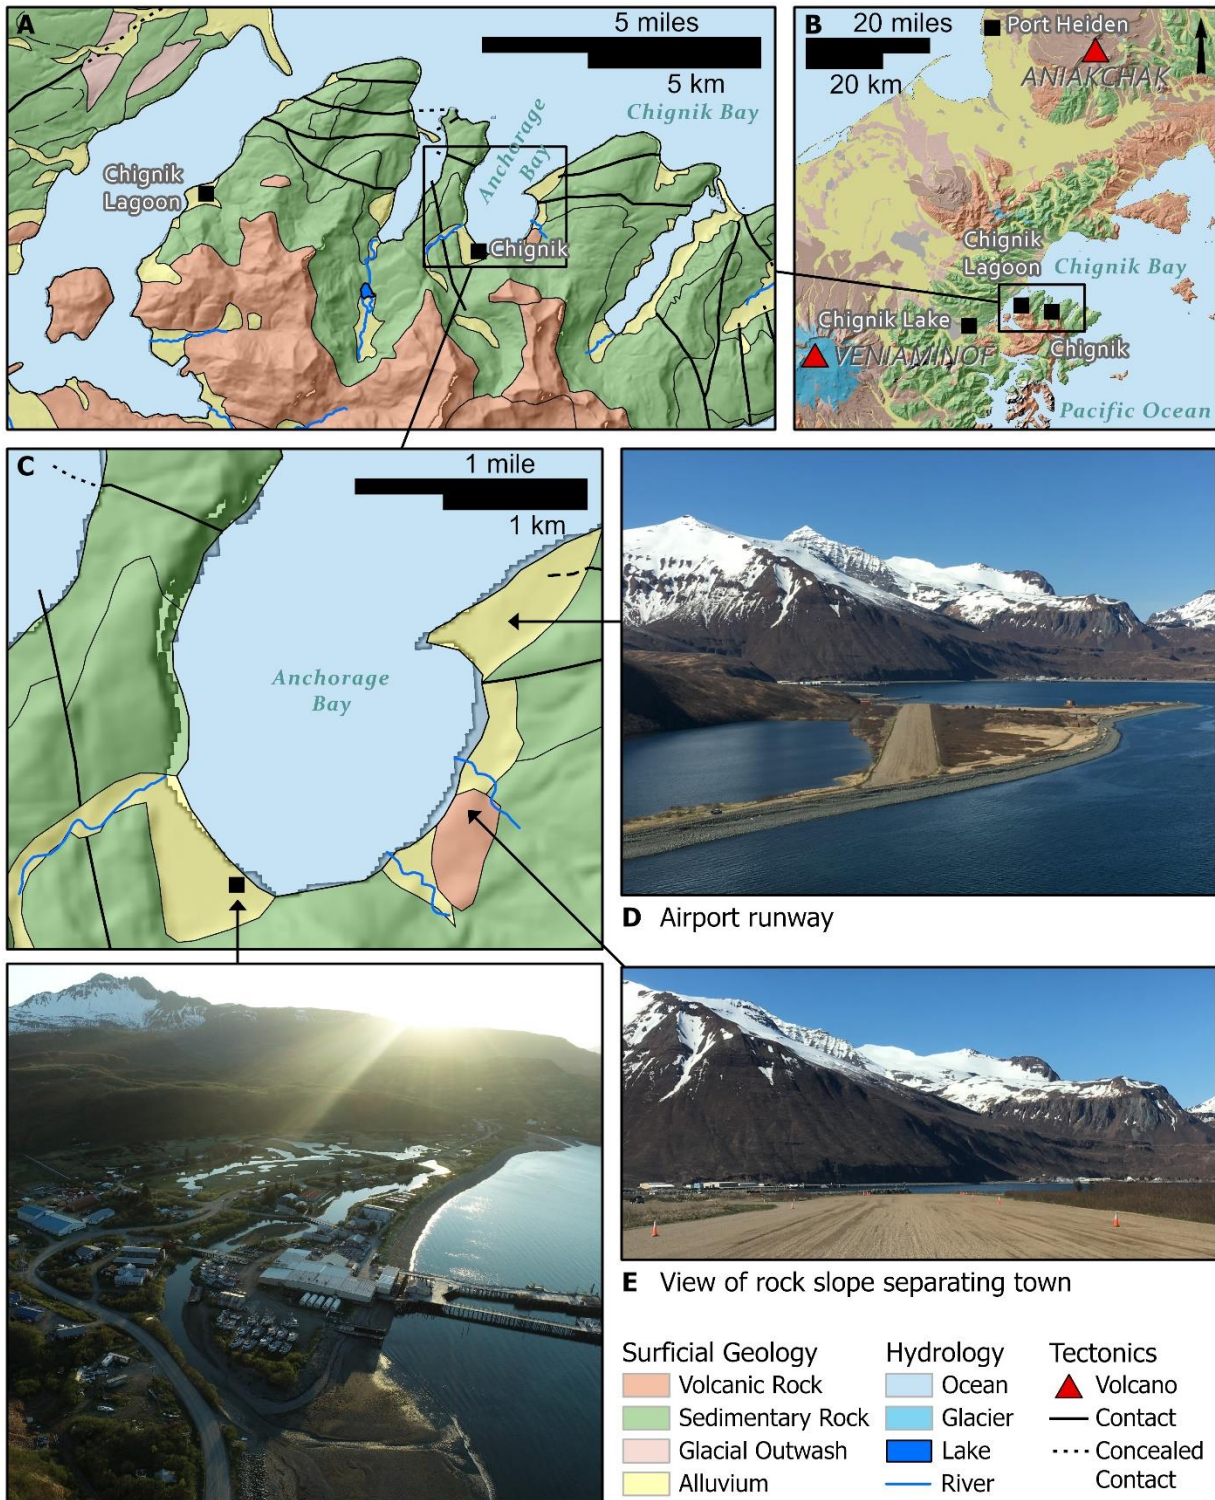 A
5 miles
5 km
Chignik Bay
Anchorage
Bay
Chignik
Lagoon
Chignik
B
20 miles
20 km
Port Heiden
ANIAKCHAK
Chignik
Lagoon
Chignik Bay
Chignik Lake
Chignik
VENIAMINOF
Pacific Ocean
C
1 mile
1 km
Anchorage
Bay
D Airport runway
E View of rock slope separating town
Surficial Geology
Volcanic Rock
Sedimentary Rock
Glacial Outwash
Alluvium
Hydrology
Ocean
Glacier
Lake
River
Tectonics
Volcano
Contact
Concealed
Contact